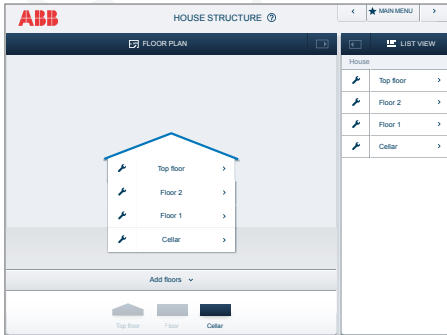 ABB
HOUSE STRUCTURE ?
MAIN MENU
FLOOR PLAN
LIST VIEW
House
Top floor
Floor 2
Floor 1
Cellar
Top floor
Floor 2
Floor 1
Cellar
Add floors
Top floor Floor Cellar